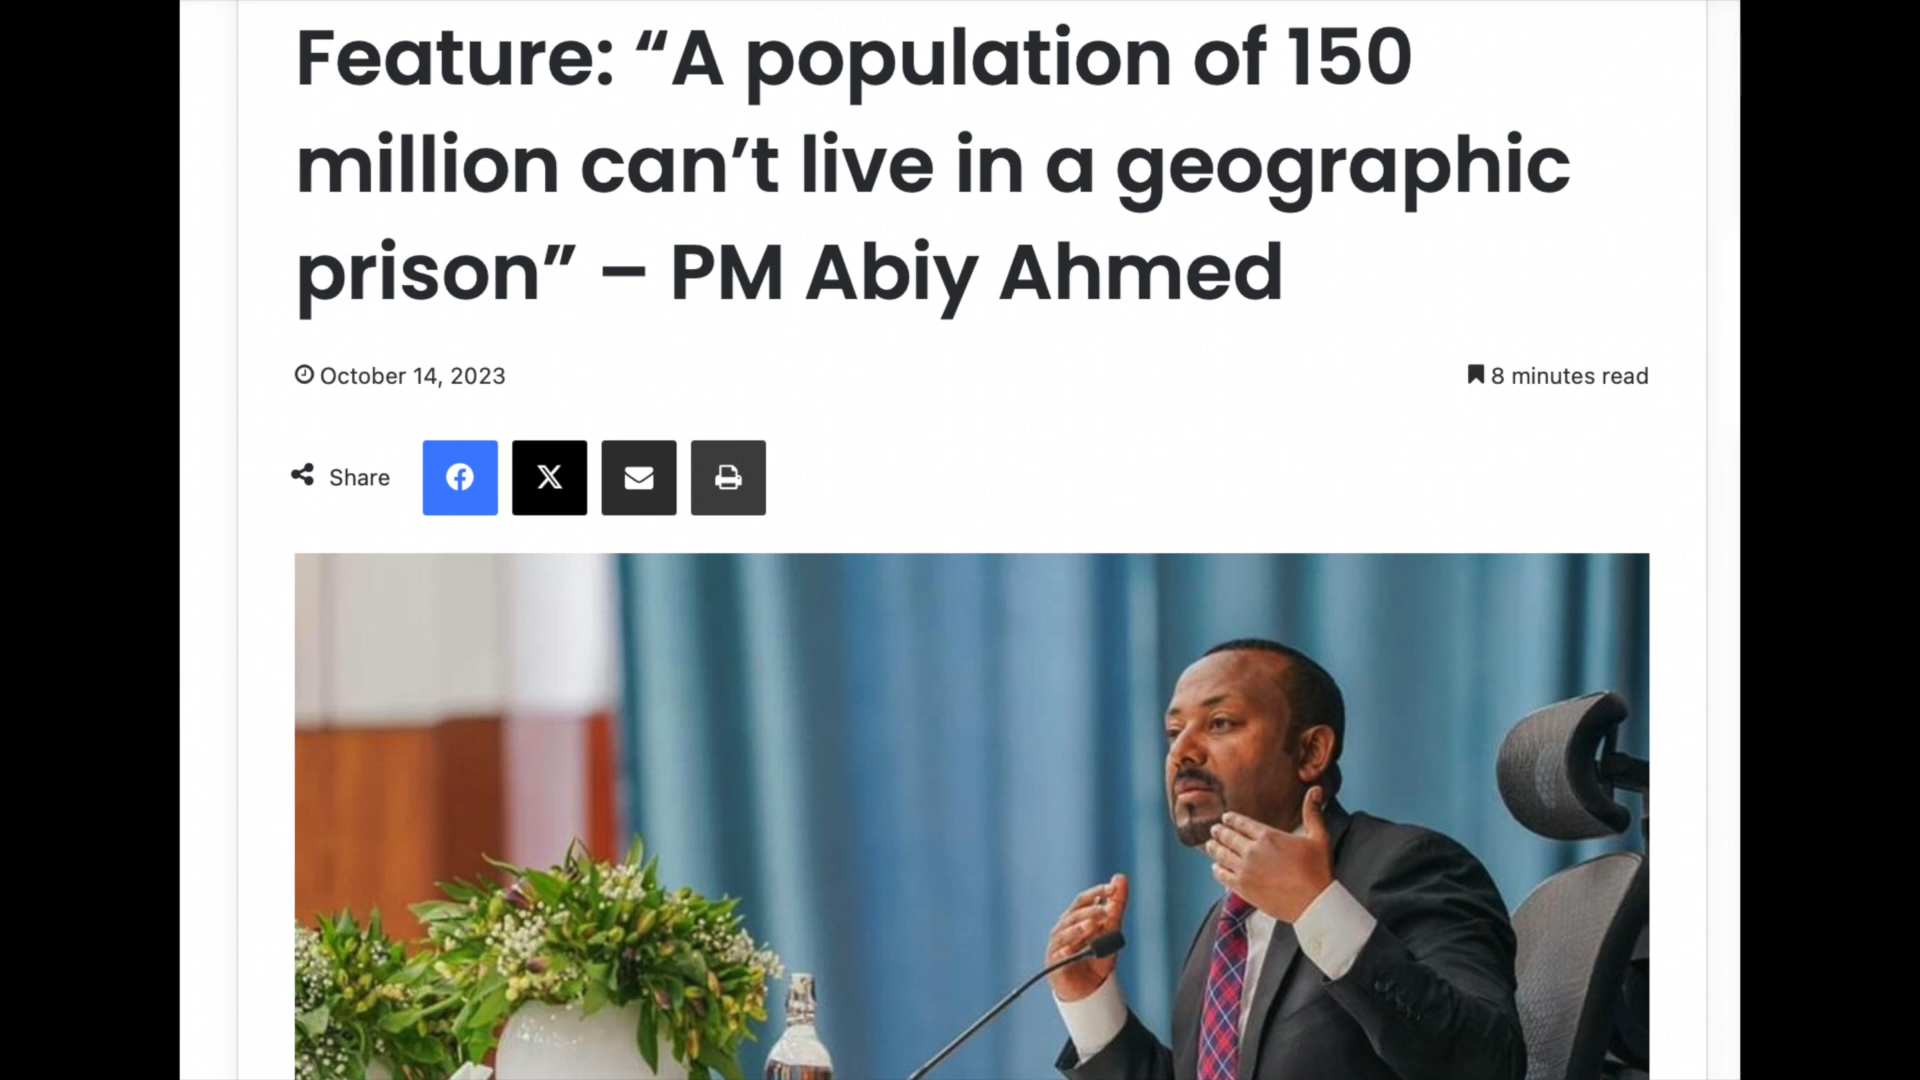 Feature: “A population of 150
million can’t live in a geographic
prison” – PM Abiy Ahmed
October 14, 2023
8 minutes read
Share